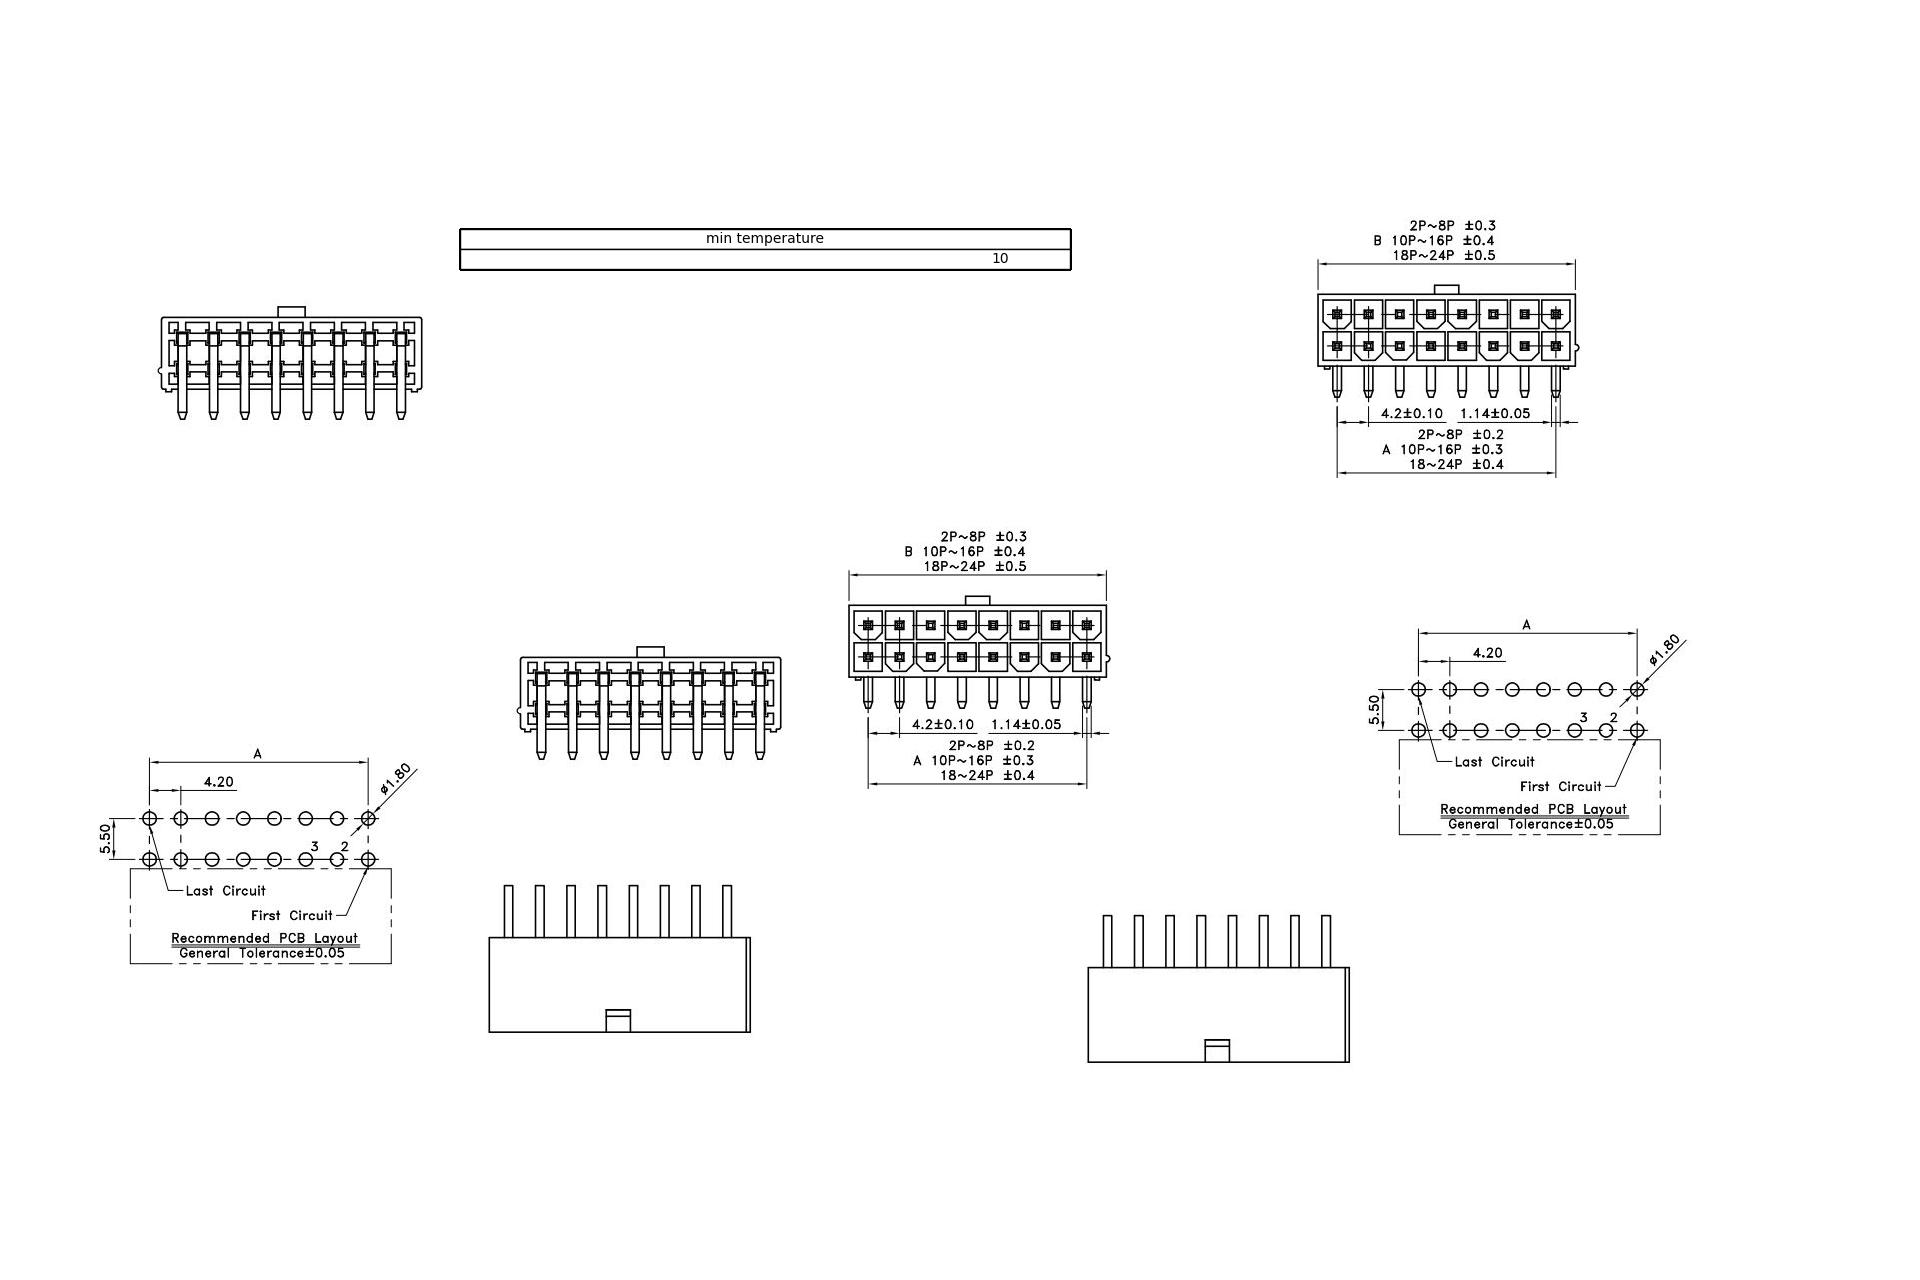 min temperature
10
2P~8P ±0.3
B 10P~16P ±0.4
18P~24P ±0.5
4.2±0.10 1.14±0.05
2P~8P ±0.2
A 10P~16P ±0.3
18~24P ±0.4
2P~8P ±0.3
B 10P~16P ±0.4
18P~24P ±0.5
4.2±0.10 1.14±0.05
2P~8P ±0.2
A 10P~16P ±0.3
18~24P ±0.4
A
4.20
ø1.80
5.50
3 2
Last Circuit
First Circuit
Recommended PCB Layout
General Tolerance±0.05
A
4.20
ø1.80
5.50
3 2
Last Circuit
First Circuit
Recommended PCB Layout
General Tolerance±0.05